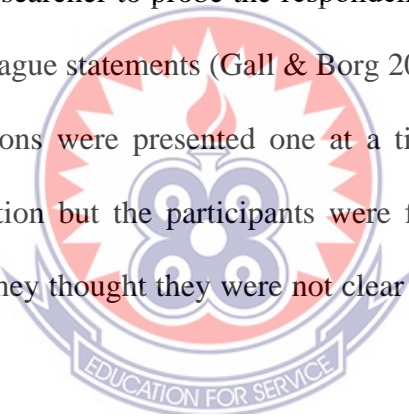 searcher to probe the responden
ague statements (Gall & Borg 20
ons were presented one at a ti
tion but the participants were f
hey thought they were not clear
EDUCATION FOR SERVICE